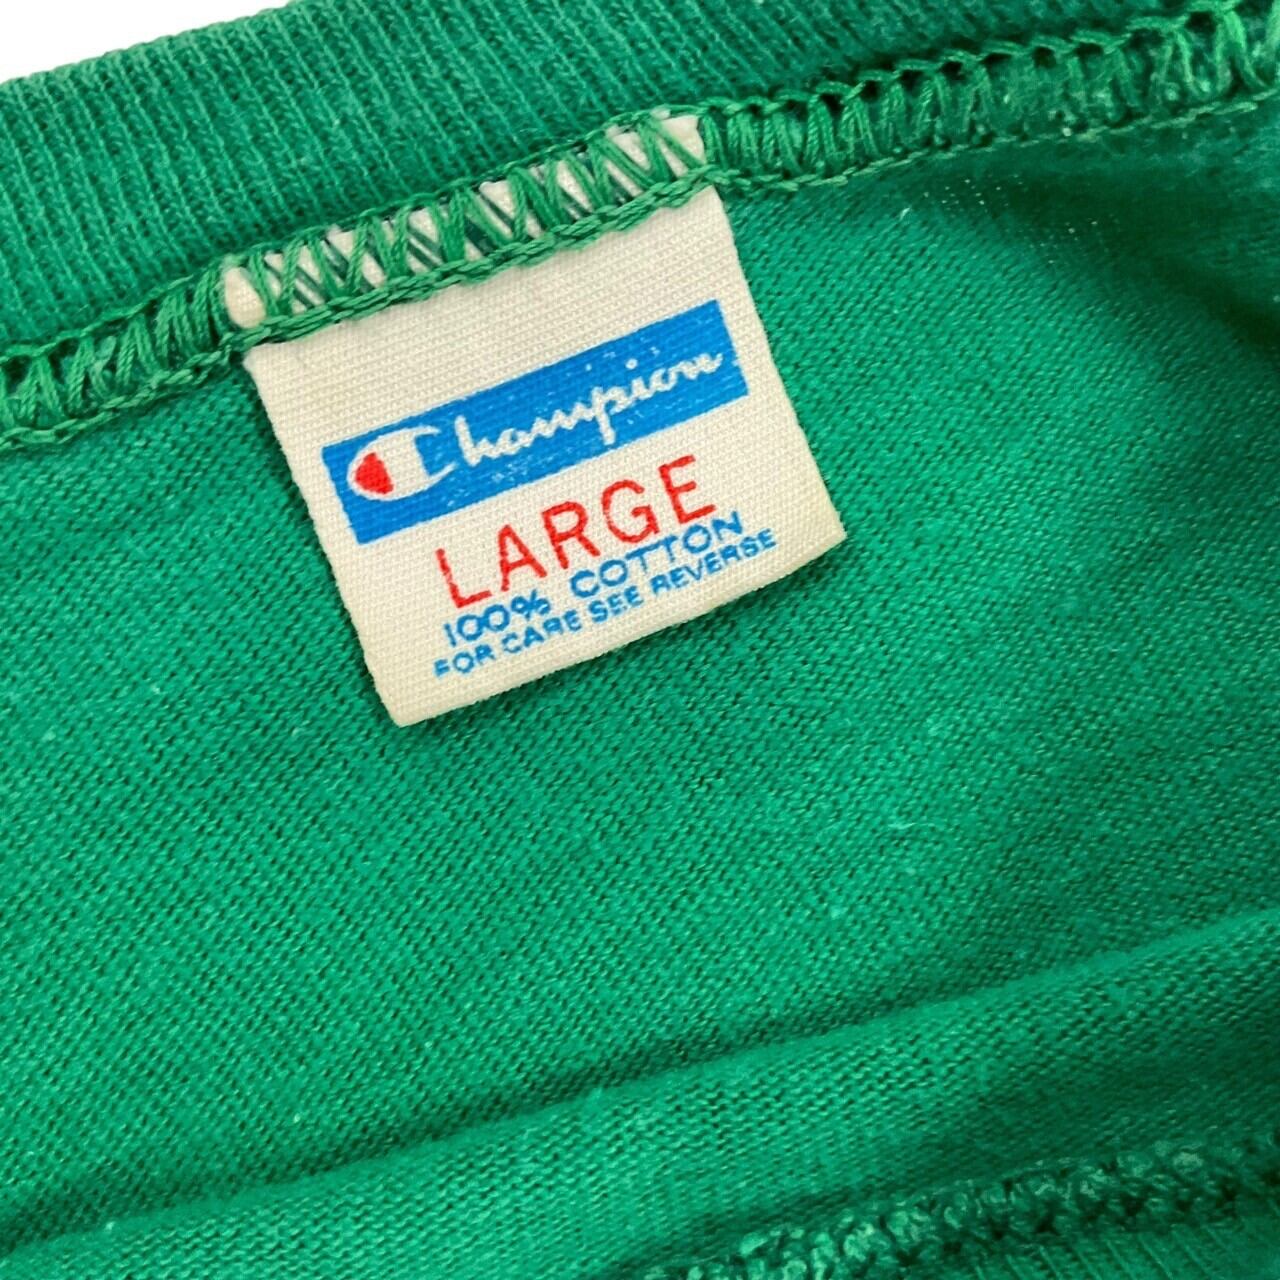 Champion
LARGE
100% COTTON
FOR CARE SEE REVERSE